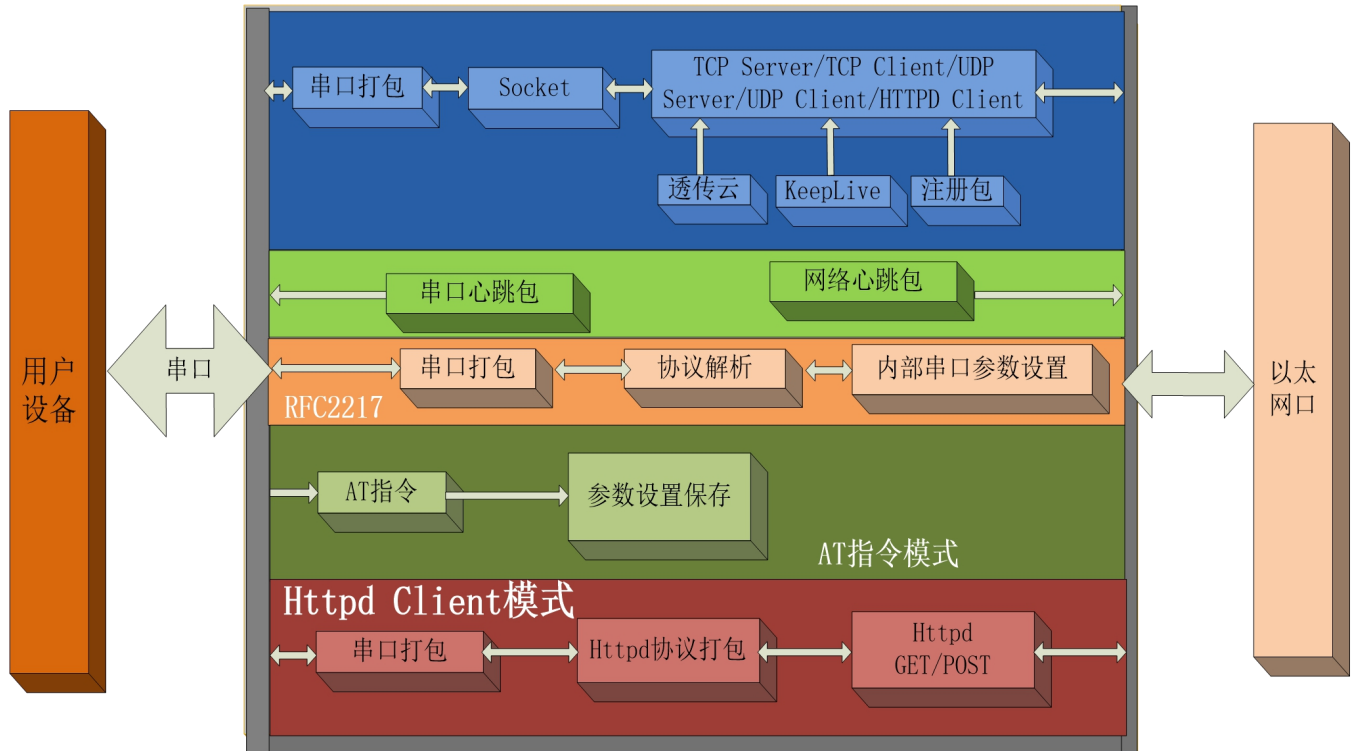 串口打包
Socket
TCP Server/TCP Client/UDP
Server/UDP Client/HTTPD Client
透传云
KeepLive
注册包
串口心跳包
网络心跳包
用户
设备
串口
串口打包
协议解析
内部串口参数设置
RFC2217
以太
网口
AT指令
参数设置保存
AT指令模式
Httpd Client模式
串口打包
Httpd协议打包
Httpd
GET/POST